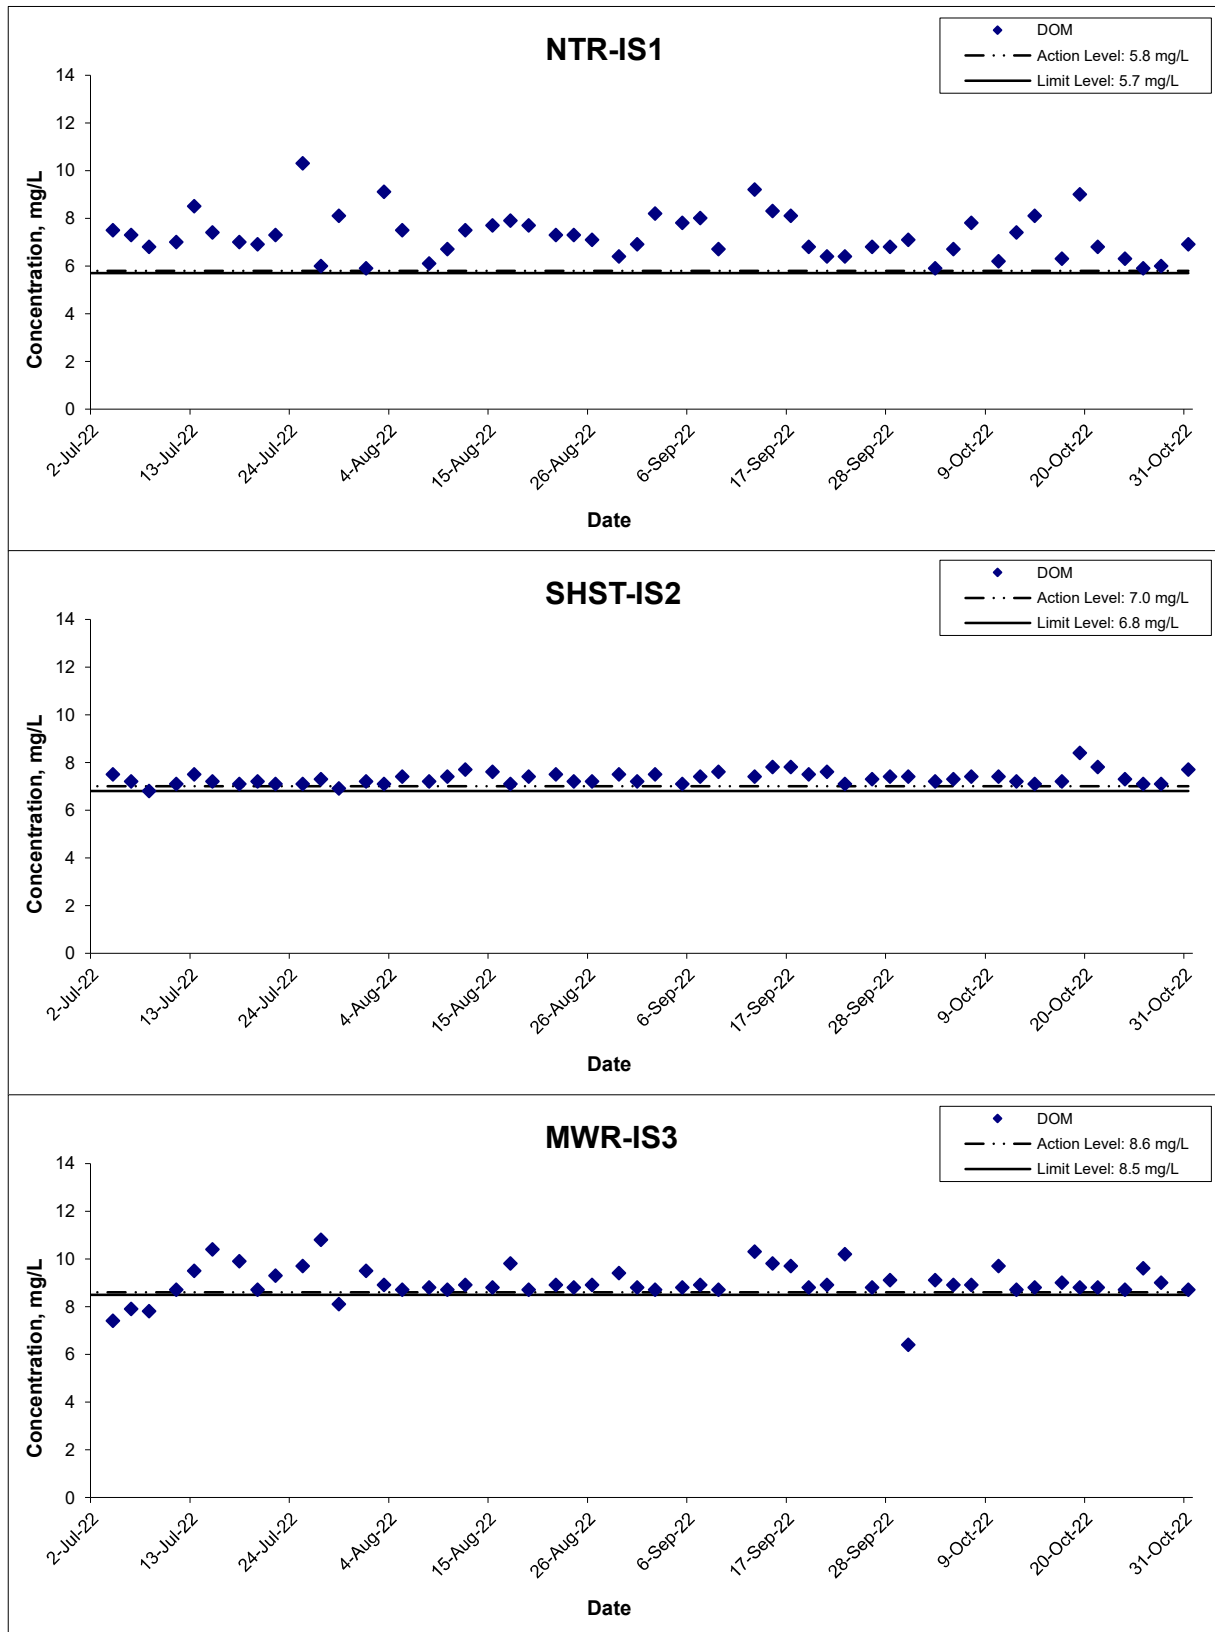 NTR-IS1
DOM
Action Level: 5.8 mg/L
Limit Level: 5.7 mg/L
Concentration, mg/L
14
12
10
8
6
4
2
0
2-Jul-22
13-Jul-22
24-Jul-22
4-Aug-22
15-Aug-22
26-Aug-22
6-Sep-22
17-Sep-22
28-Sep-22
9-Oct-22
20-Oct-22
31-Oct-22
Date
SHST-IS2
DOM
Action Level: 7.0 mg/L
Limit Level: 6.8 mg/L
Concentration, mg/L
14
12
10
8
6
4
2
0
2-Jul-22
13-Jul-22
24-Jul-22
4-Aug-22
15-Aug-22
26-Aug-22
6-Sep-22
17-Sep-22
28-Sep-22
9-Oct-22
20-Oct-22
31-Oct-22
Date
MWR-IS3
DOM
Action Level: 8.6 mg/L
Limit Level: 8.5 mg/L
Concentration, mg/L
14
12
10
8
6
4
2
0
2-Jul-22
13-Jul-22
24-Jul-22
4-Aug-22
15-Aug-22
26-Aug-22
6-Sep-22
17-Sep-22
28-Sep-22
9-Oct-22
20-Oct-22
31-Oct-22
Date